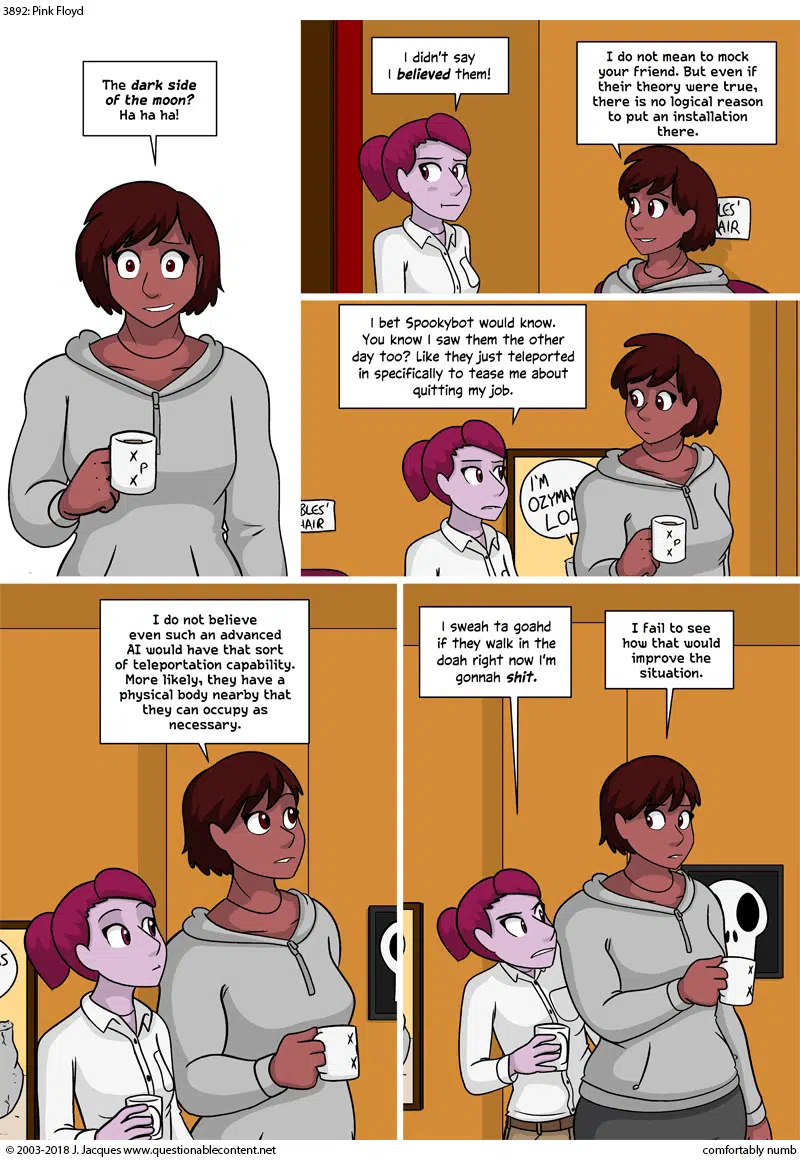 3892: Pink Floyd
The dark side
of the moon?
Ha ha ha!
I didn't say
I believed them!
I do not mean to mock
your friend. But even if
their theory were true,
there is no logical reason
to put an installation
there.
LES'
AIR
X
P
X
I bet Spookybot would know.
You know I saw them the other
day too? Like they just teleported
in specifically to tease me about
quitting my job.
BLES'
HAIR
I'M
OZYMAN
LOL
X
P
X
I do not believe
even such an advanced
AI would have that sort
of teleportation capability.
More likely, they have a
physical body nearby that
they can occupy as
necessary.
S
X
X
I sweah ta goahd
if they walk in the
doah right now I'm
gonnah shit.
I fail to see
how that would
improve the
situation.
X
X
© 2003-2018 J. Jacques www.questionablecontent.net
comfortably numb